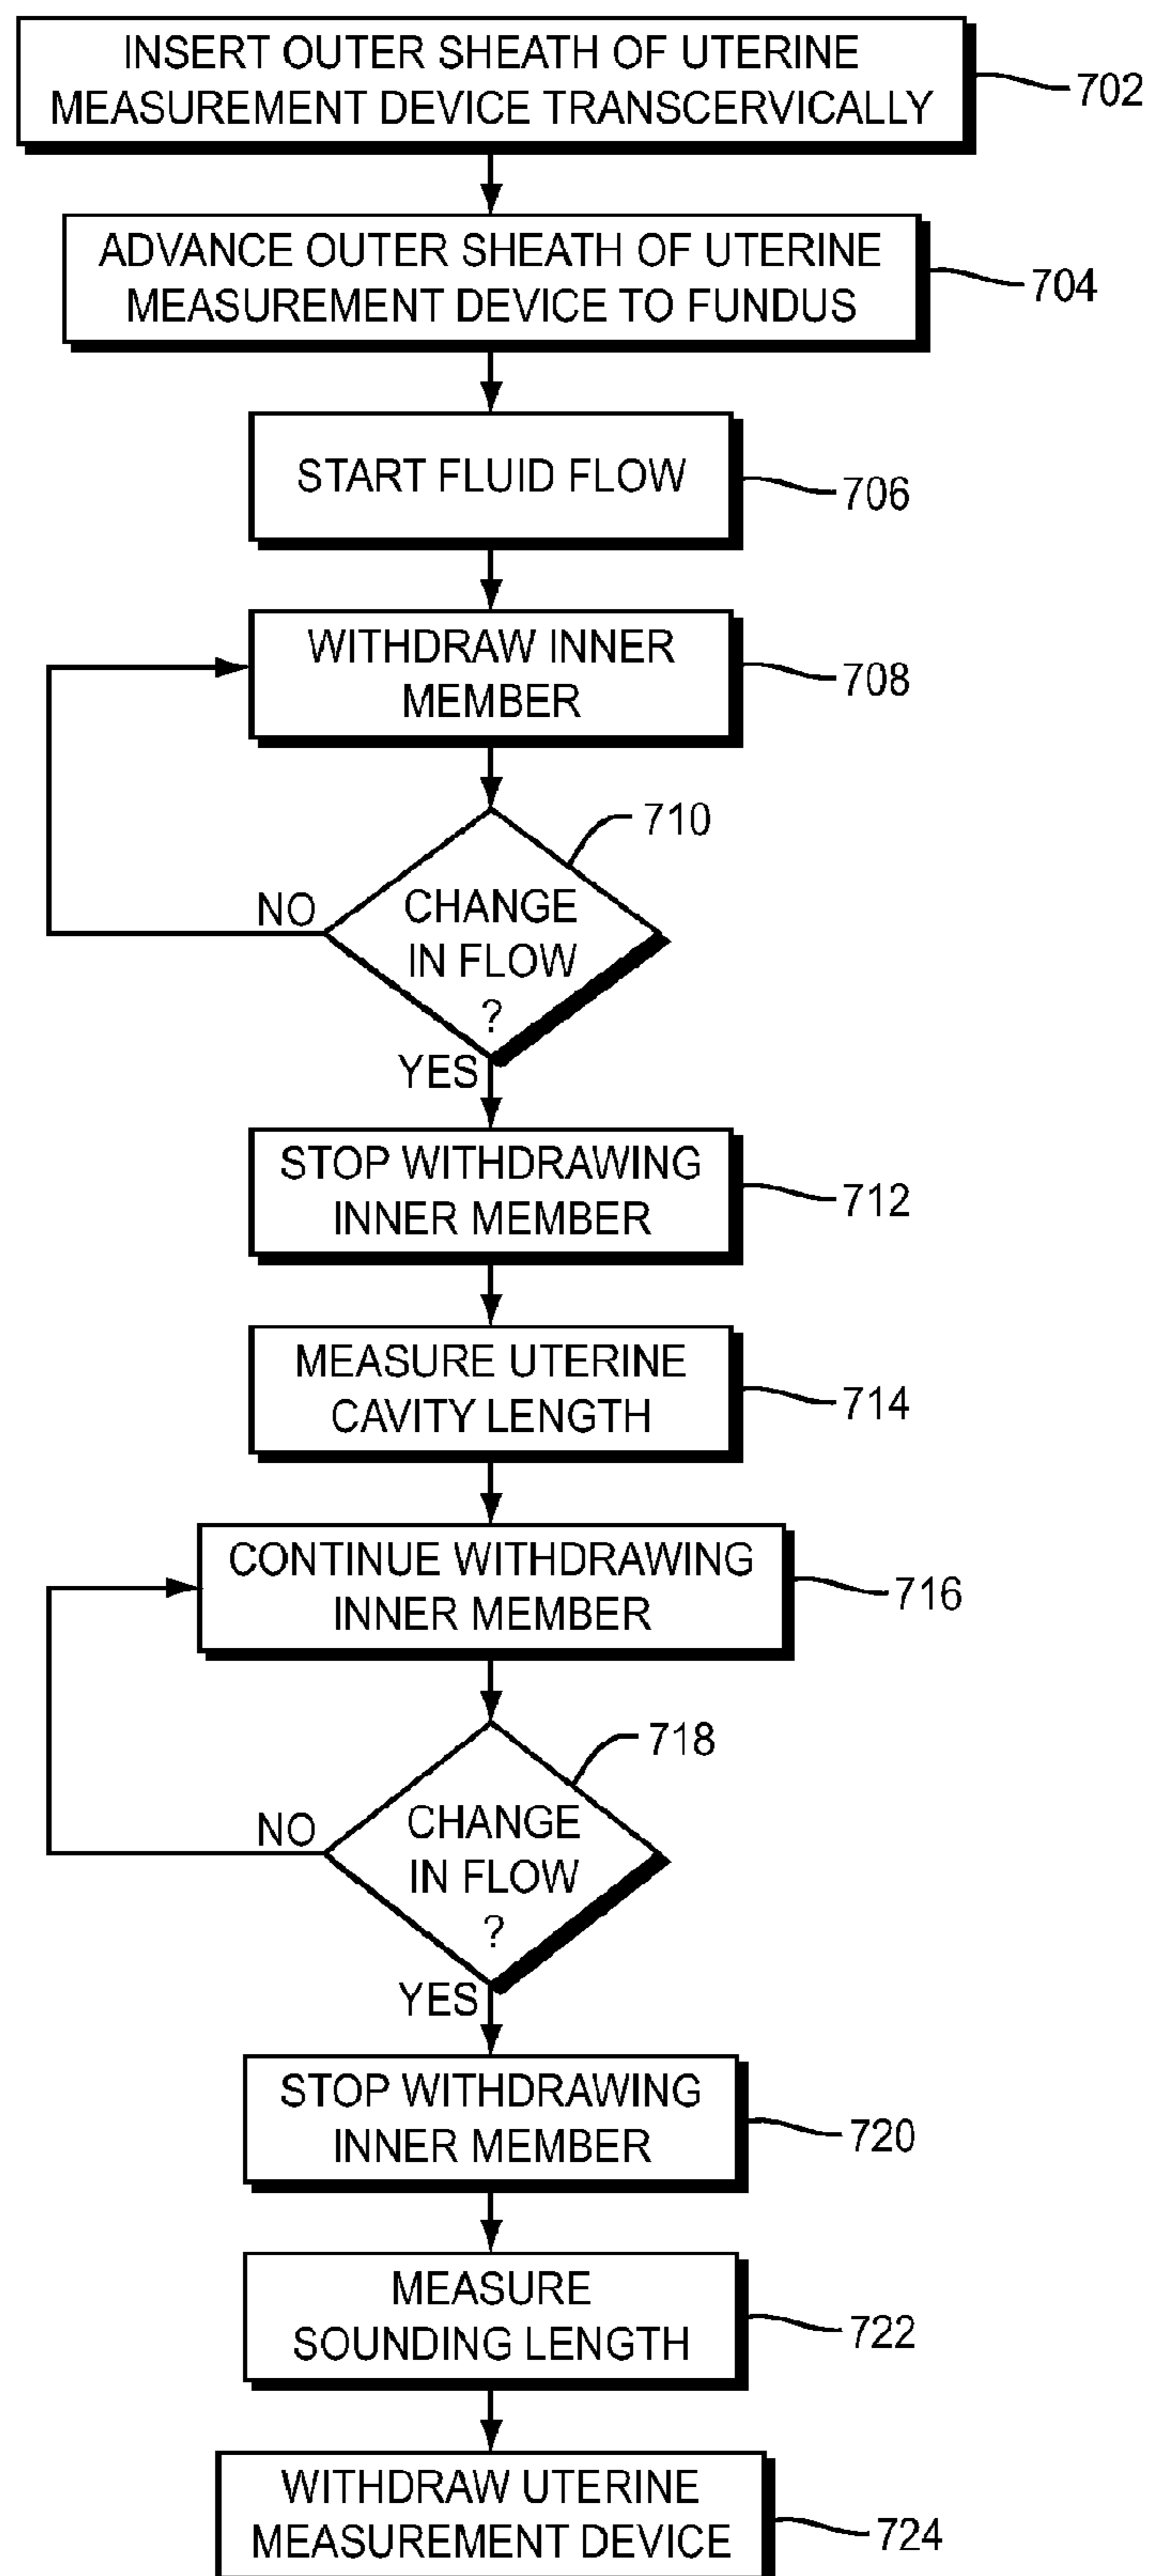 INSERT OUTER SHEATH OF UTERINE
MEASUREMENT DEVICE TRANSCERVICALLY
702
ADVANCE OUTER SHEATH OF UTERINE
MEASUREMENT DEVICE TO FUNDUS
704
START FLUID FLOW
706
WITHDRAW INNER
MEMBER
708
710
CHANGE
IN FLOW
?
NO
YES
STOP WITHDRAWING
INNER MEMBER
712
MEASURE UTERINE
CAVITY LENGTH
714
CONTINUE WITHDRAWING
INNER MEMBER
716
718
CHANGE
IN FLOW
?
NO
YES
STOP WITHDRAWING
INNER MEMBER
720
MEASURE
SOUNDING LENGTH
722
WITHDRAW UTERINE
MEASUREMENT DEVICE
724